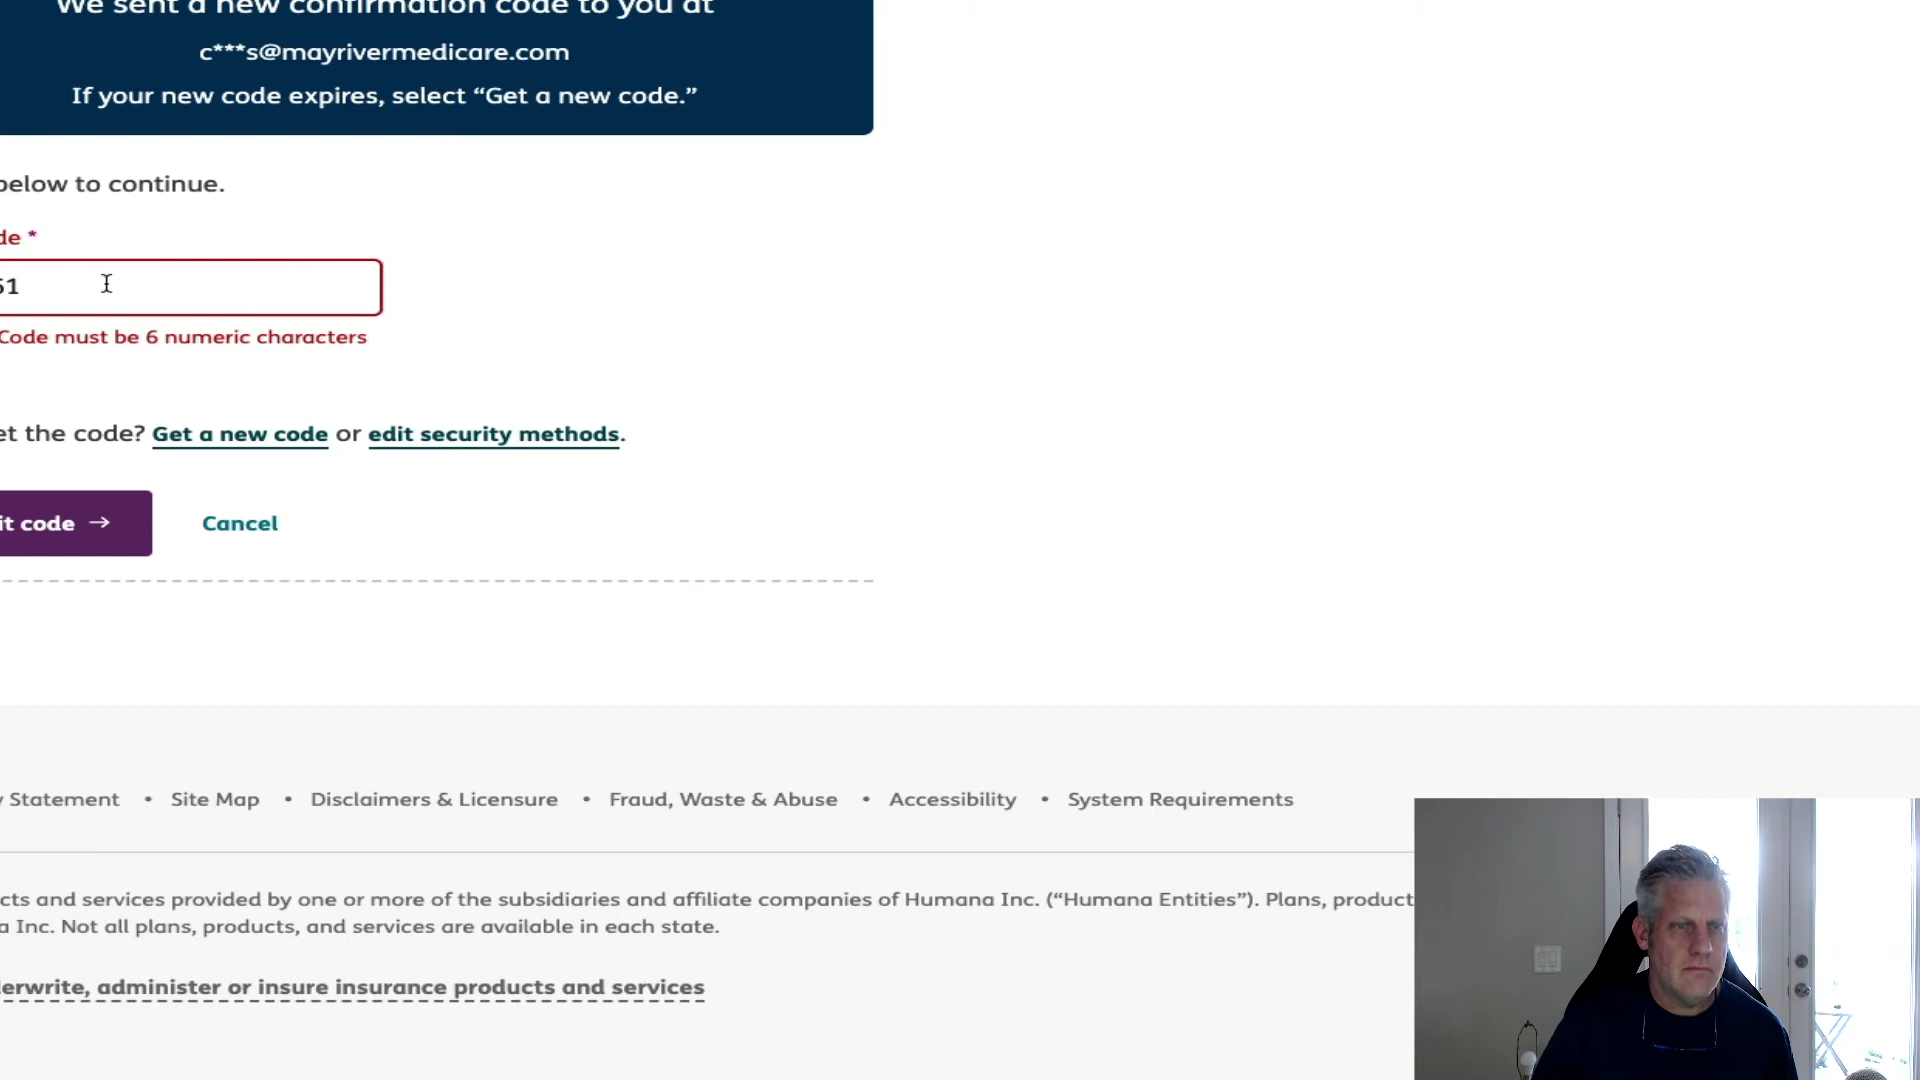 We sent a new confirmation code to you at
c***s@mayrivermedicare.com
If your new code expires, select “Get a new code.”
below to continue.
de *
51
Code must be 6 numeric characters
et the code? Get a new code or edit security methods.
it code →
Cancel
y Statement • Site Map • Disclaimers & Licensure • Fraud, Waste & Abuse • Accessibility • System Requirements
cts and services provided by one or more of the subsidiaries and affiliate companies of Humana Inc. (“Humana Entities”). Plans, product
a Inc. Not all plans, products, and services are available in each state.
erwrite, administer or insure insurance products and services